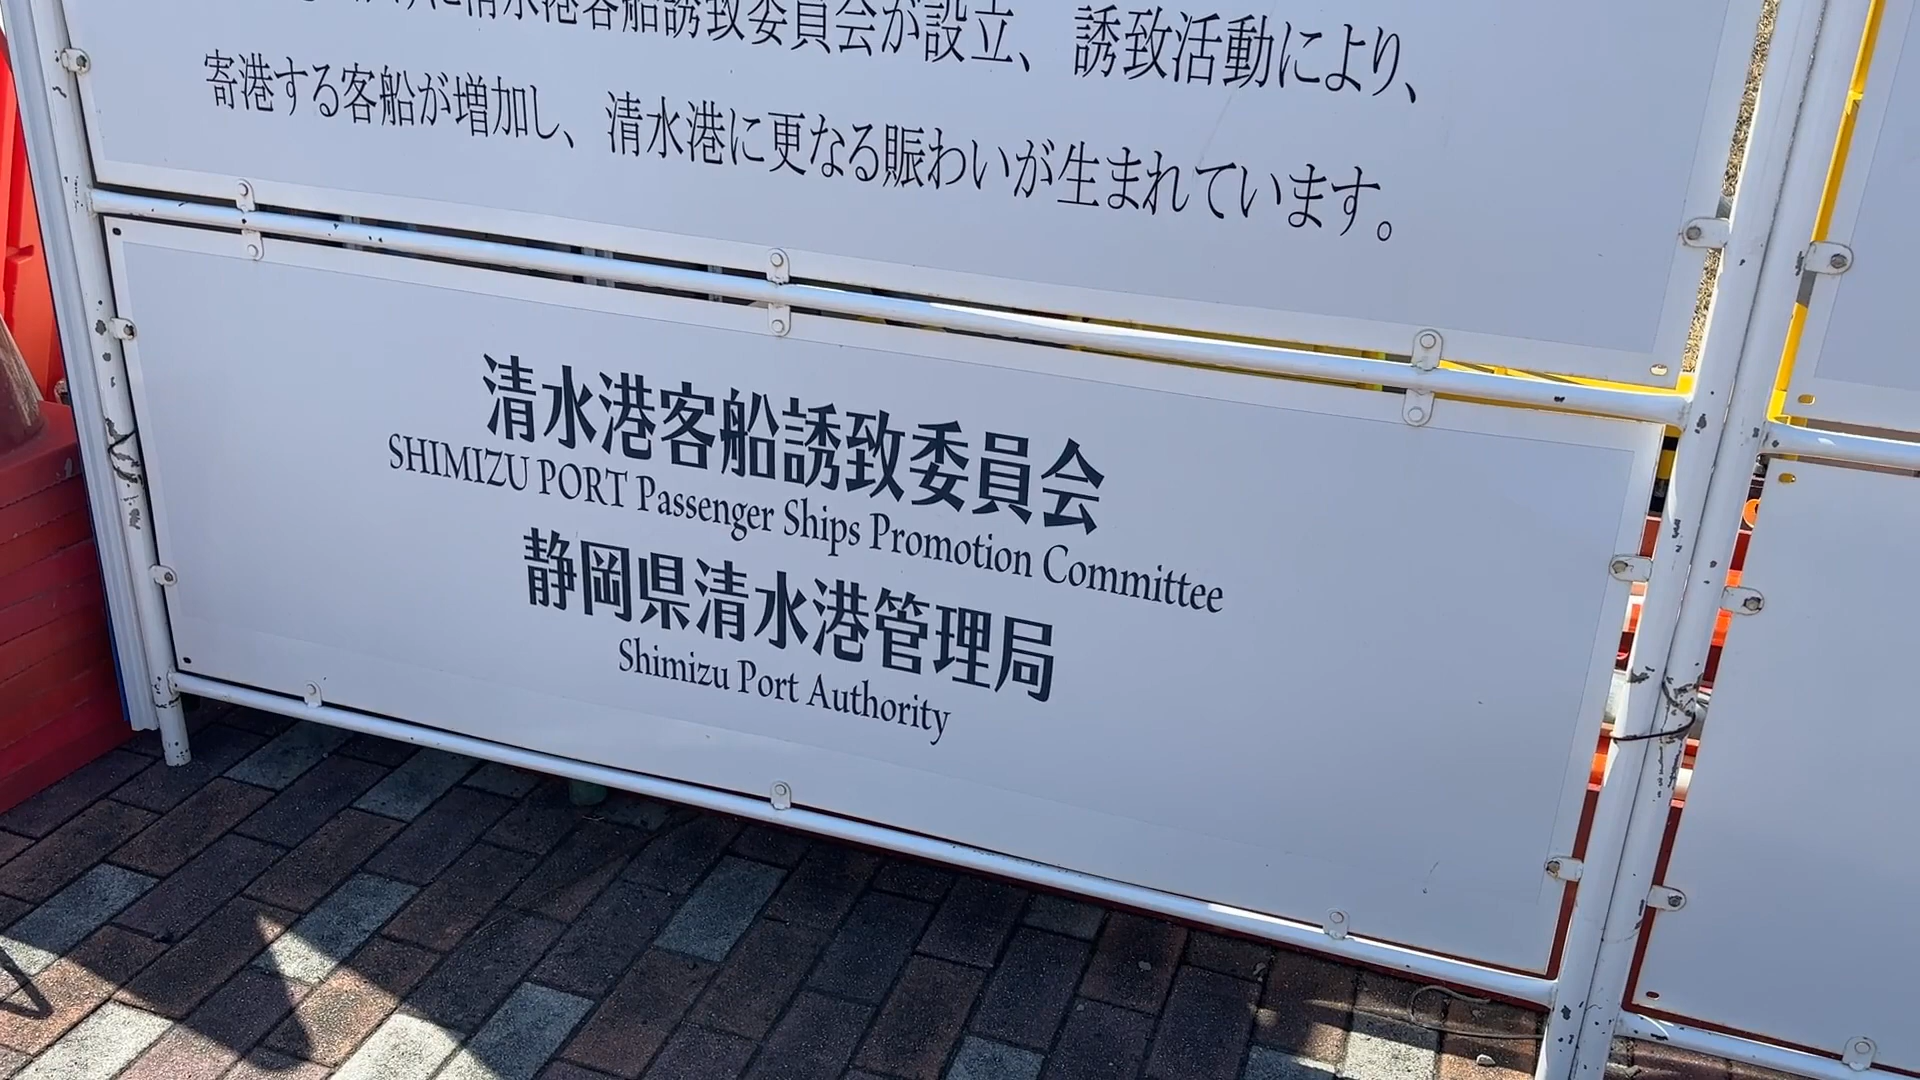 に清水港客船誘致委員会が設立、誘致活動により、
寄港する客船が増加し、清水港に更なる賑わいが生まれています。
清水港客船誘致委員会
SHIMIZU PORT Passenger Ships Promotion Committee
静岡県清水港管理局
Shimizu Port Authority